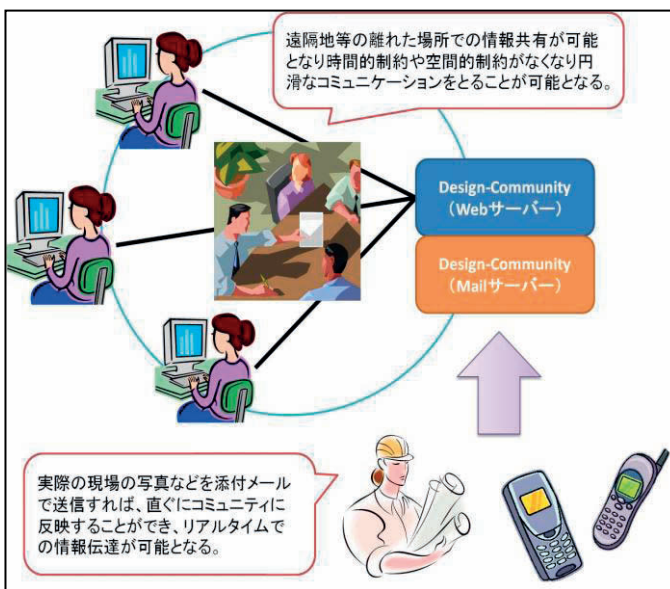 遠隔地等の離れた場所での情報共有が可能
となり時間的制約や空間的制約がなくなり円
滑なコミュニケーションをとることが可能となる。
Design-Community
（Webサーバー）
Design-Community
（Mailサーバー）
実際の現場の写真などを添付メール
で送信すれば、直ぐにコミュニティに
反映することができ、リアルタイムで
の情報伝達が可能となる。